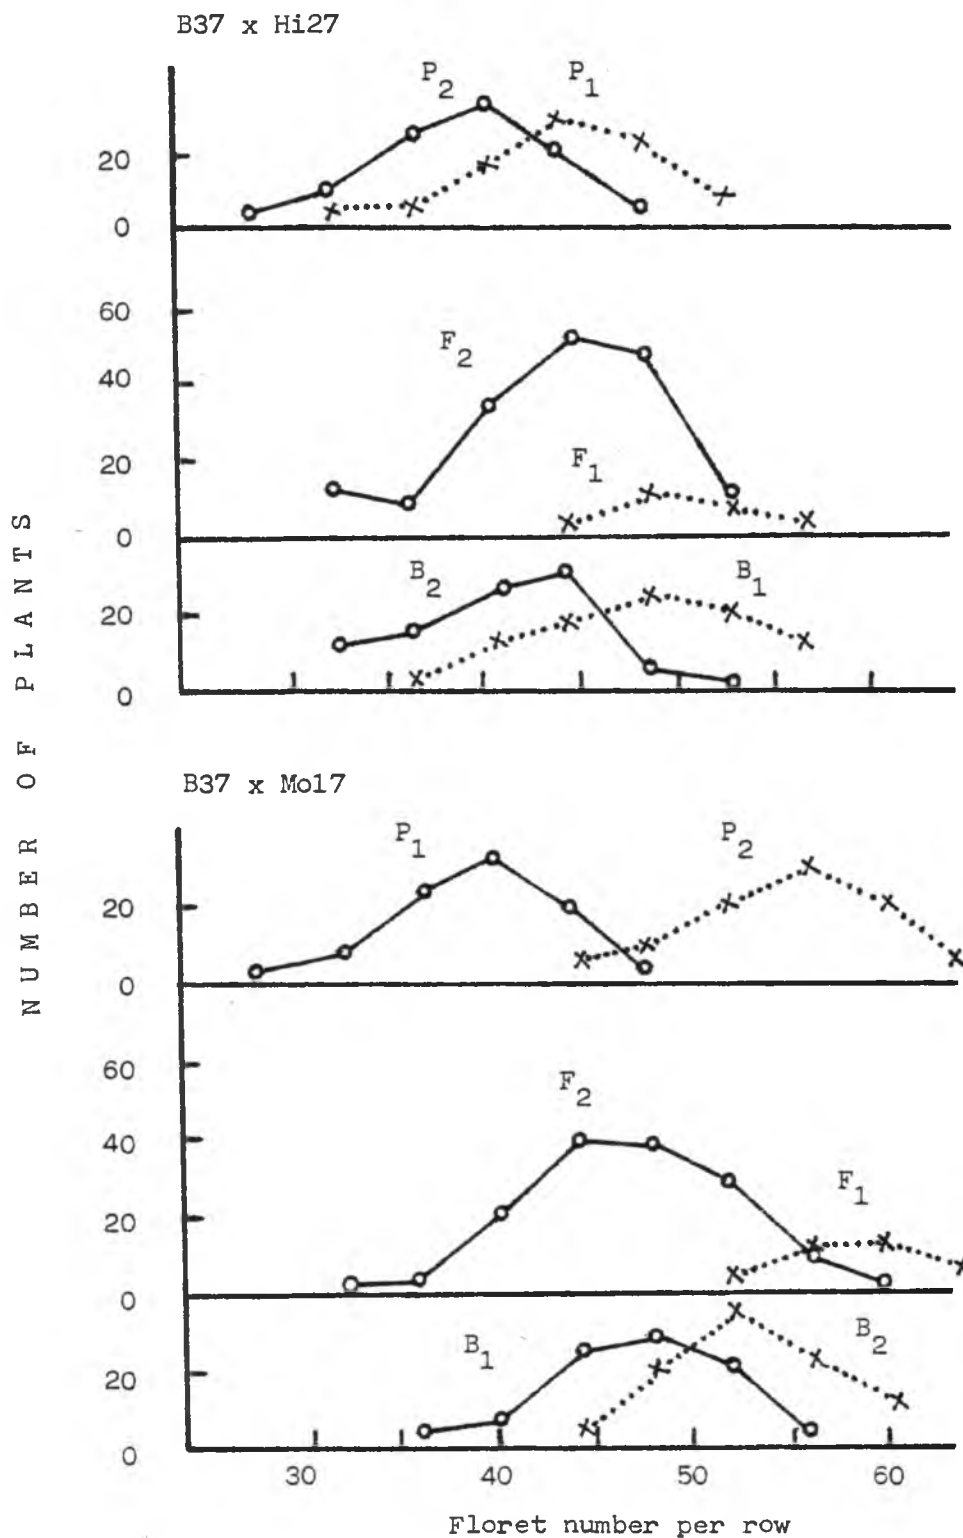 B37 x Hi27
P2 P1
20
0
60
F2
40
20
F1
0
B2 B1
20
0
NUMBER OF PLANTS
B37 x Mo17
P1 P2
20
0
60
F2
40
F1
20
0
B1 B2
20
0
30 40 50 60
Floret number per row